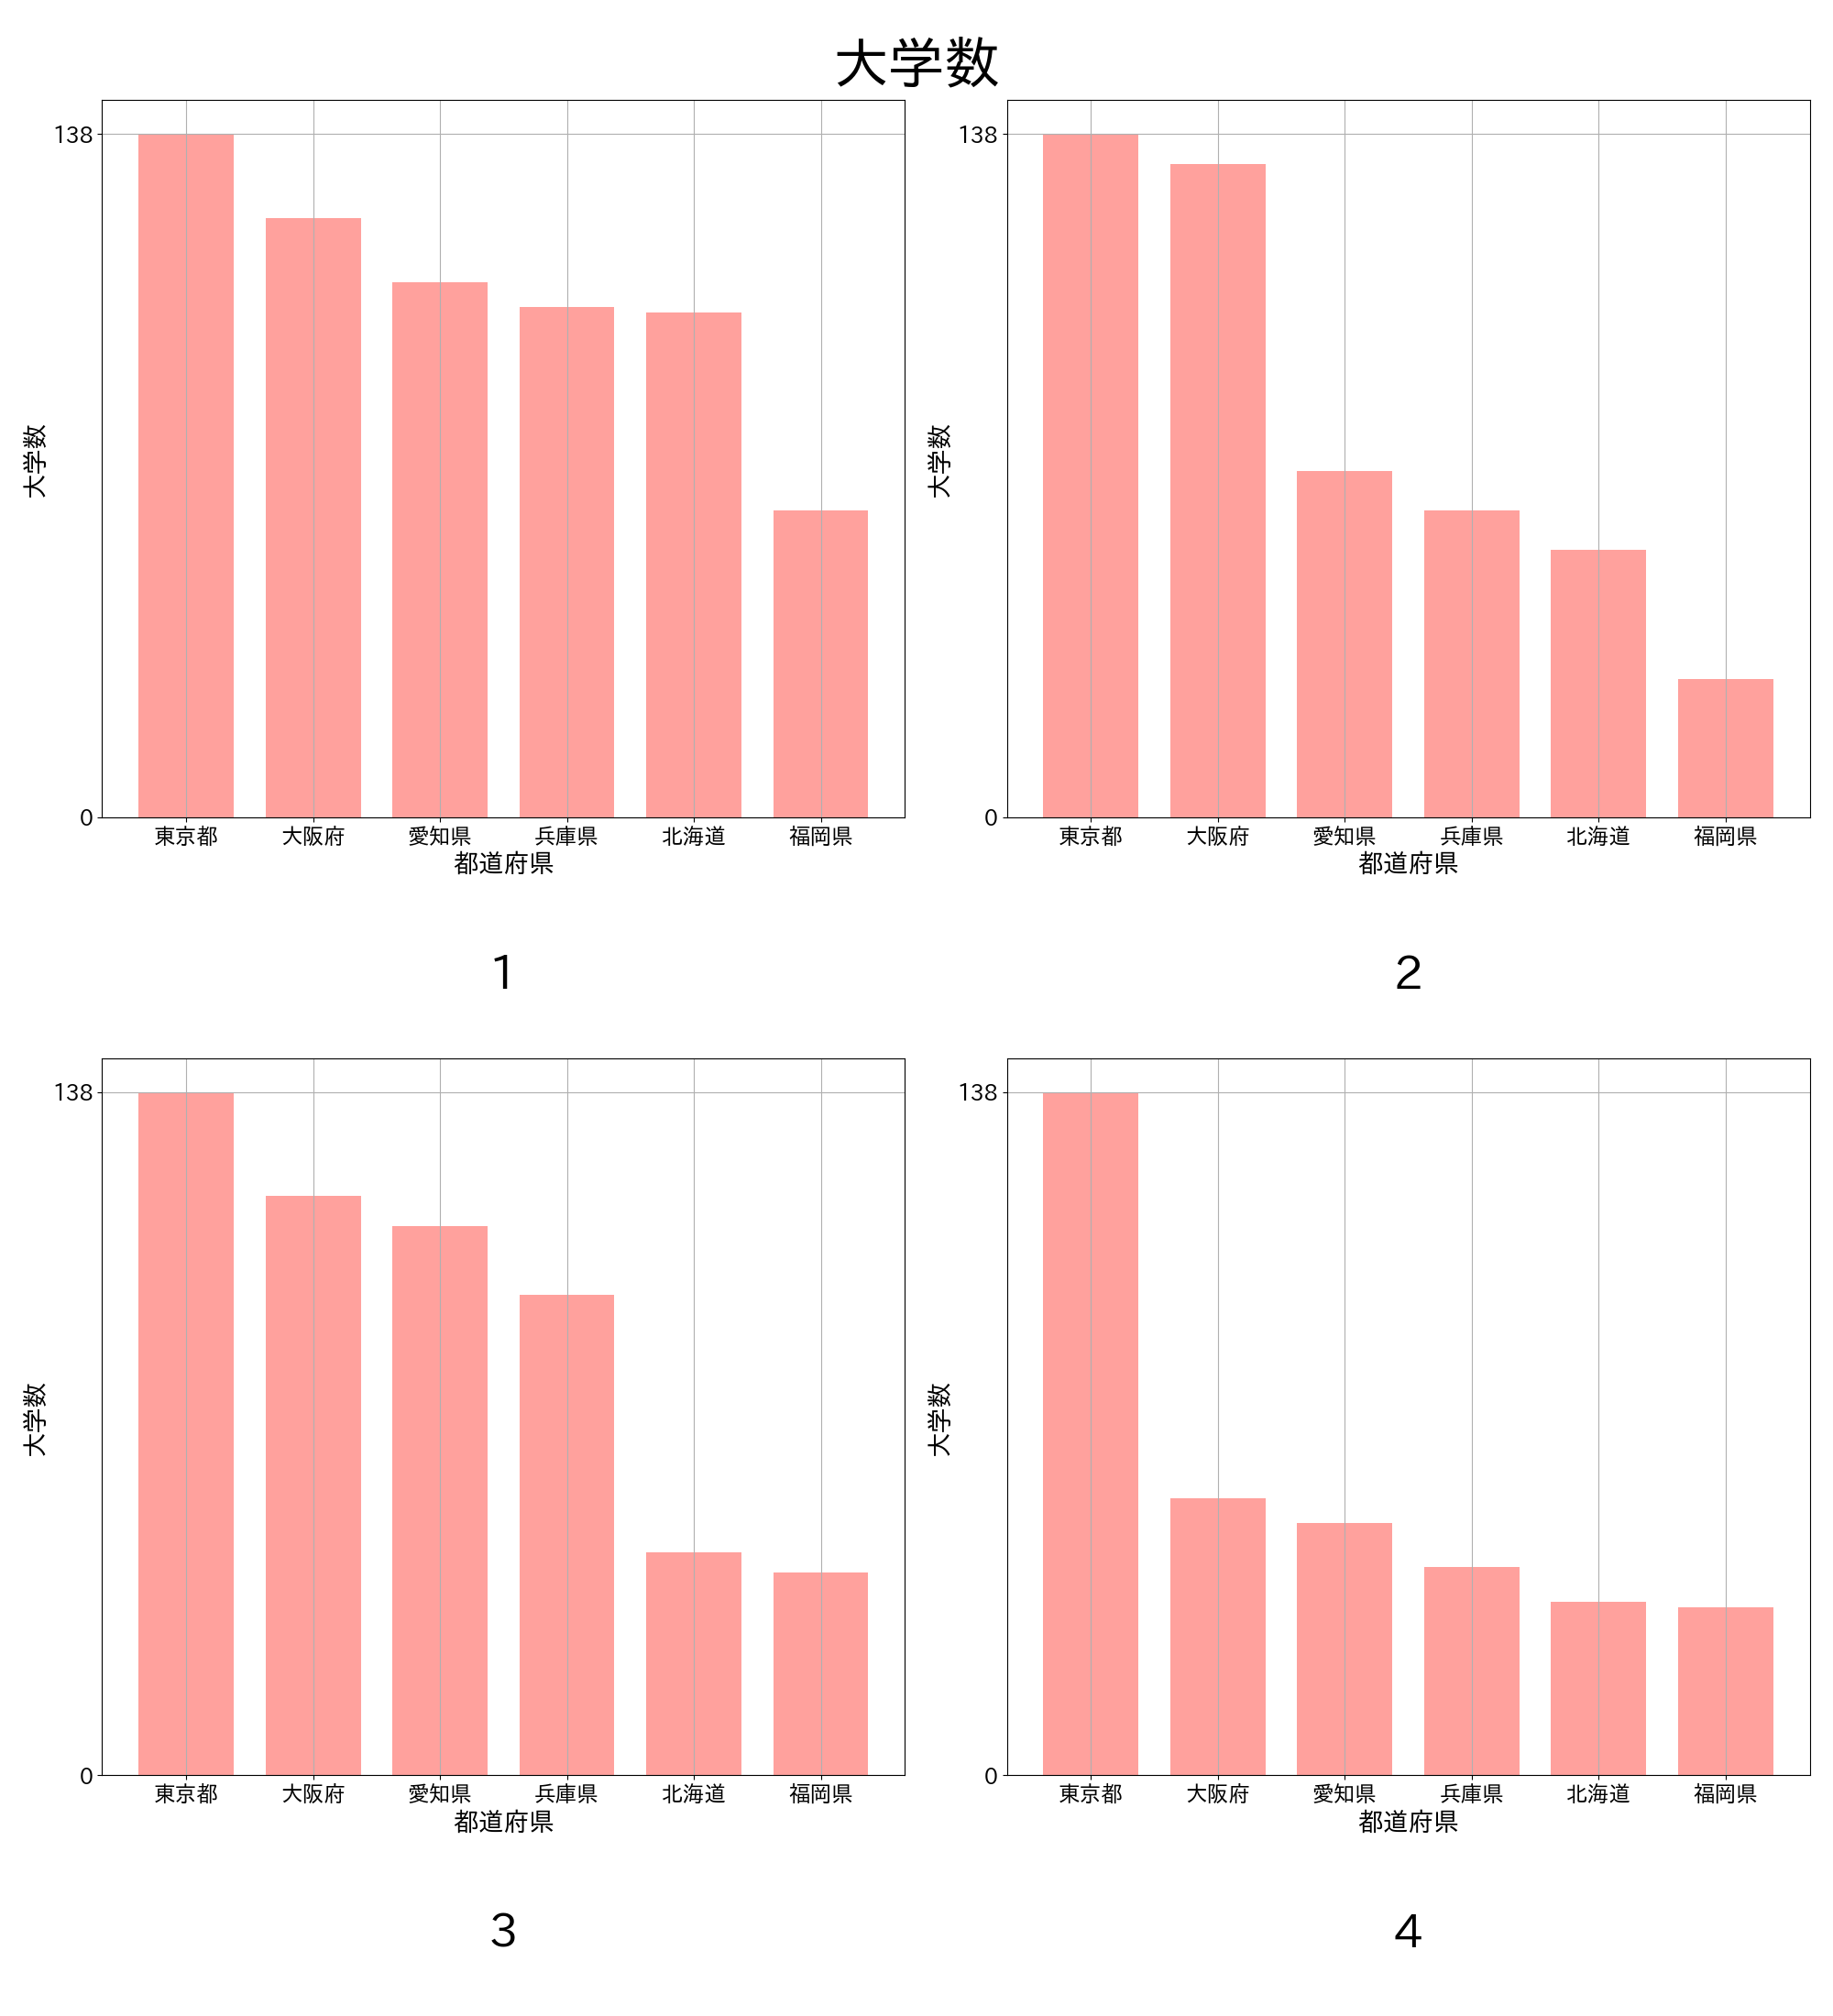 大学数
138
0
大学数
東京都 大阪府 愛知県 兵庫県 北海道 福岡県
都道府県
1
138
0
大学数
東京都 大阪府 愛知県 兵庫県 北海道 福岡県
都道府県
2
138
0
大学数
東京都 大阪府 愛知県 兵庫県 北海道 福岡県
都道府県
3
138
0
大学数
東京都 大阪府 愛知県 兵庫県 北海道 福岡県
都道府県
4